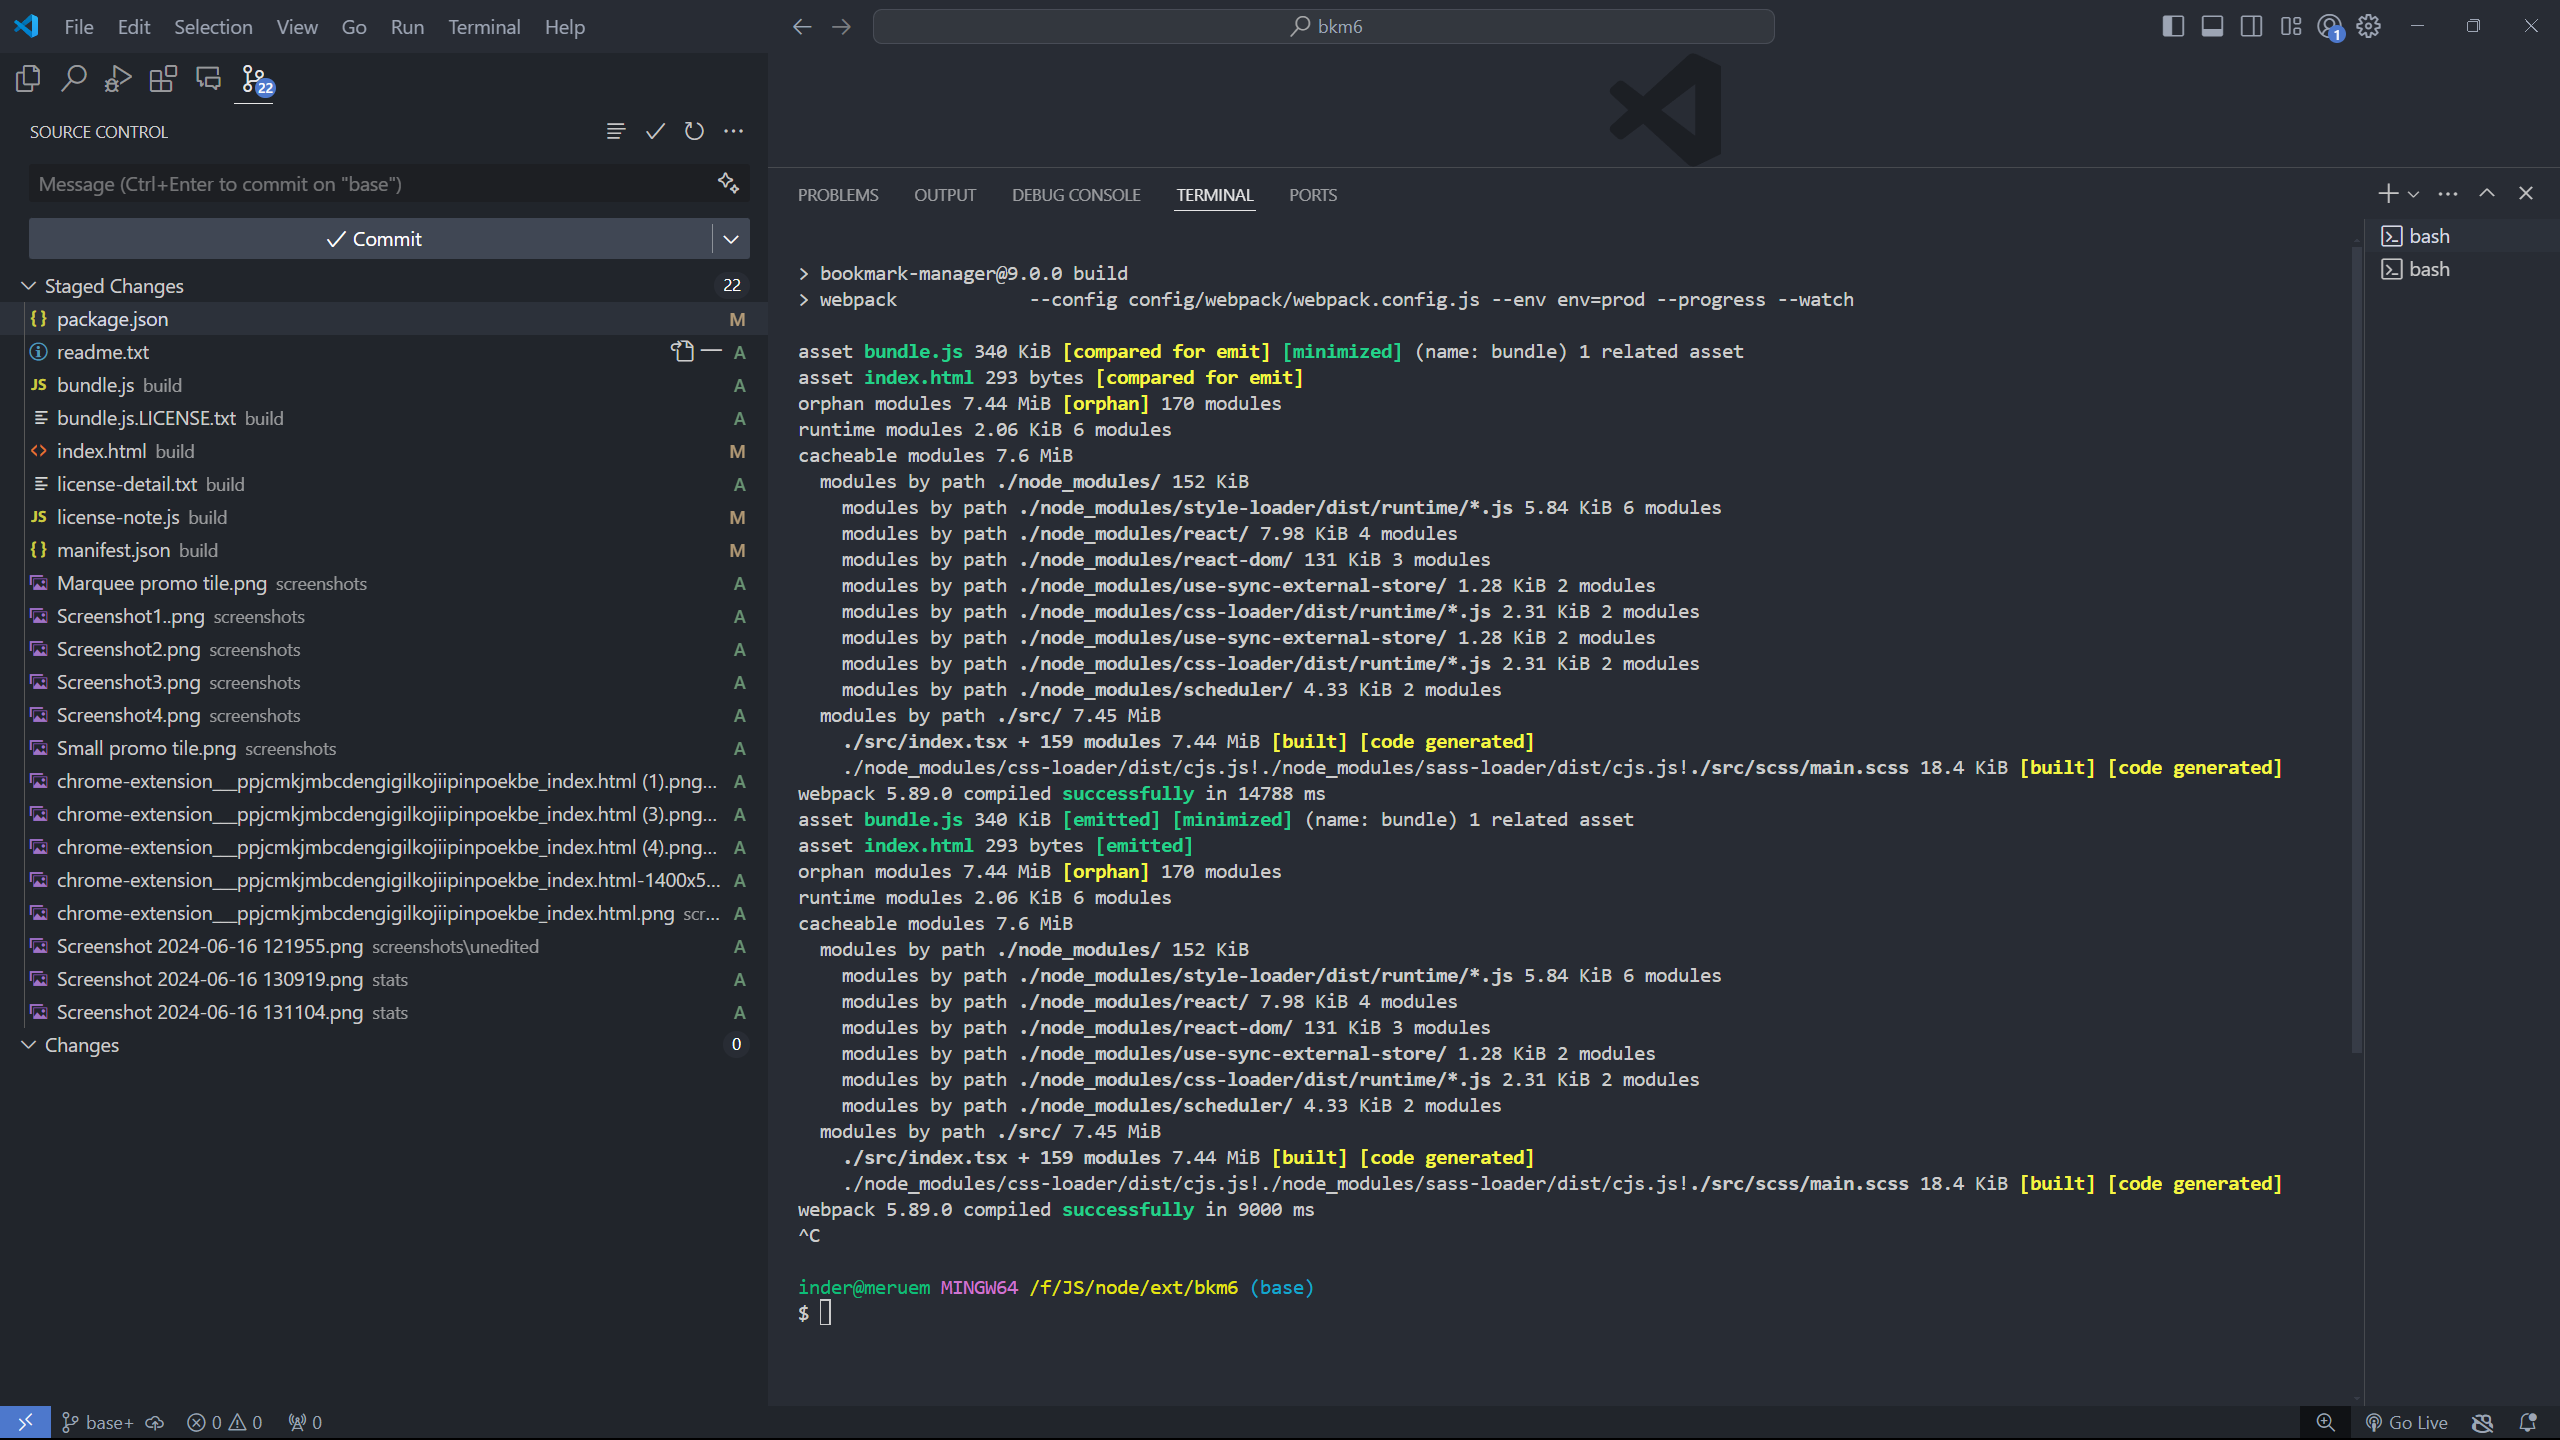 File Edit Selection View Go Run Terminal Help
bkm6
1
22
SOURCE CONTROL
Message (Ctrl+Enter to commit on "base")
Commit
Staged Changes 22
package.json M
readme.txt A
JS bundle.js build A
bundle.js.LICENSE.txt build A
index.html build M
license-detail.txt build A
JS license-note.js build M
manifest.json build M
Marquee promo tile.png screenshots A
Screenshot1..png screenshots A
Screenshot2.png screenshots A
Screenshot3.png screenshots A
Screenshot4.png screenshots A
Small promo tile.png screenshots A
chrome-extension___ppjcmkjmbcdengigilkojiipinpoekbe_index.html (1).png... A
chrome-extension___ppjcmkjmbcdengigilkojiipinpoekbe_index.html (3).png... A
chrome-extension___ppjcmkjmbcdengigilkojiipinpoekbe_index.html (4).png... A
chrome-extension___ppjcmkjmbcdengigilkojiipinpoekbe_index.html-1400x5... A
chrome-extension___ppjcmkjmbcdengigilkojiipinpoekbe_index.html.png scr... A
Screenshot 2024-06-16 121955.png screenshots\unedited A
Screenshot 2024-06-16 130919.png stats A
Screenshot 2024-06-16 131104.png stats A
Changes 0
PROBLEMS OUTPUT DEBUG CONSOLE TERMINAL PORTS
> bookmark-manager@9.0.0 build
> webpack            --config config/webpack/webpack.config.js --env env=prod --progress --watch
asset bundle.js 340 KiB [compared for emit] [minimized] (name: bundle) 1 related asset
asset index.html 293 bytes [compared for emit]
orphan modules 7.44 MiB [orphan] 170 modules
runtime modules 2.06 KiB 6 modules
cacheable modules 7.6 MiB
modules by path ./node_modules/ 152 KiB
modules by path ./node_modules/style-loader/dist/runtime/*.js 5.84 KiB 6 modules
modules by path ./node_modules/react/ 7.98 KiB 4 modules
modules by path ./node_modules/react-dom/ 131 KiB 3 modules
modules by path ./node_modules/use-sync-external-store/ 1.28 KiB 2 modules
modules by path ./node_modules/css-loader/dist/runtime/*.js 2.31 KiB 2 modules
modules by path ./node_modules/use-sync-external-store/ 1.28 KiB 2 modules
modules by path ./node_modules/css-loader/dist/runtime/*.js 2.31 KiB 2 modules
modules by path ./node_modules/scheduler/ 4.33 KiB 2 modules
modules by path ./src/ 7.45 MiB
./src/index.tsx + 159 modules 7.44 MiB [built] [code generated]
./node_modules/css-loader/dist/cjs.js!./node_modules/sass-loader/dist/cjs.js!./src/scss/main.scss 18.4 KiB [built] [code generated]
webpack 5.89.0 compiled successfully in 14788 ms
asset bundle.js 340 KiB [emitted] [minimized] (name: bundle) 1 related asset
asset index.html 293 bytes [emitted]
orphan modules 7.44 MiB [orphan] 170 modules
runtime modules 2.06 KiB 6 modules
cacheable modules 7.6 MiB
modules by path ./node_modules/ 152 KiB
modules by path ./node_modules/style-loader/dist/runtime/*.js 5.84 KiB 6 modules
modules by path ./node_modules/react/ 7.98 KiB 4 modules
modules by path ./node_modules/react-dom/ 131 KiB 3 modules
modules by path ./node_modules/use-sync-external-store/ 1.28 KiB 2 modules
modules by path ./node_modules/css-loader/dist/runtime/*.js 2.31 KiB 2 modules
modules by path ./node_modules/scheduler/ 4.33 KiB 2 modules
modules by path ./src/ 7.45 MiB
./src/index.tsx + 159 modules 7.44 MiB [built] [code generated]
./node_modules/css-loader/dist/cjs.js!./node_modules/sass-loader/dist/cjs.js!./src/scss/main.scss 18.4 KiB [built] [code generated]
webpack 5.89.0 compiled successfully in 9000 ms
^C
inder@meruem MINGW64 /f/JS/node/ext/bkm6 (base)
$
bash
bash
base+ 0 0 0
Go Live